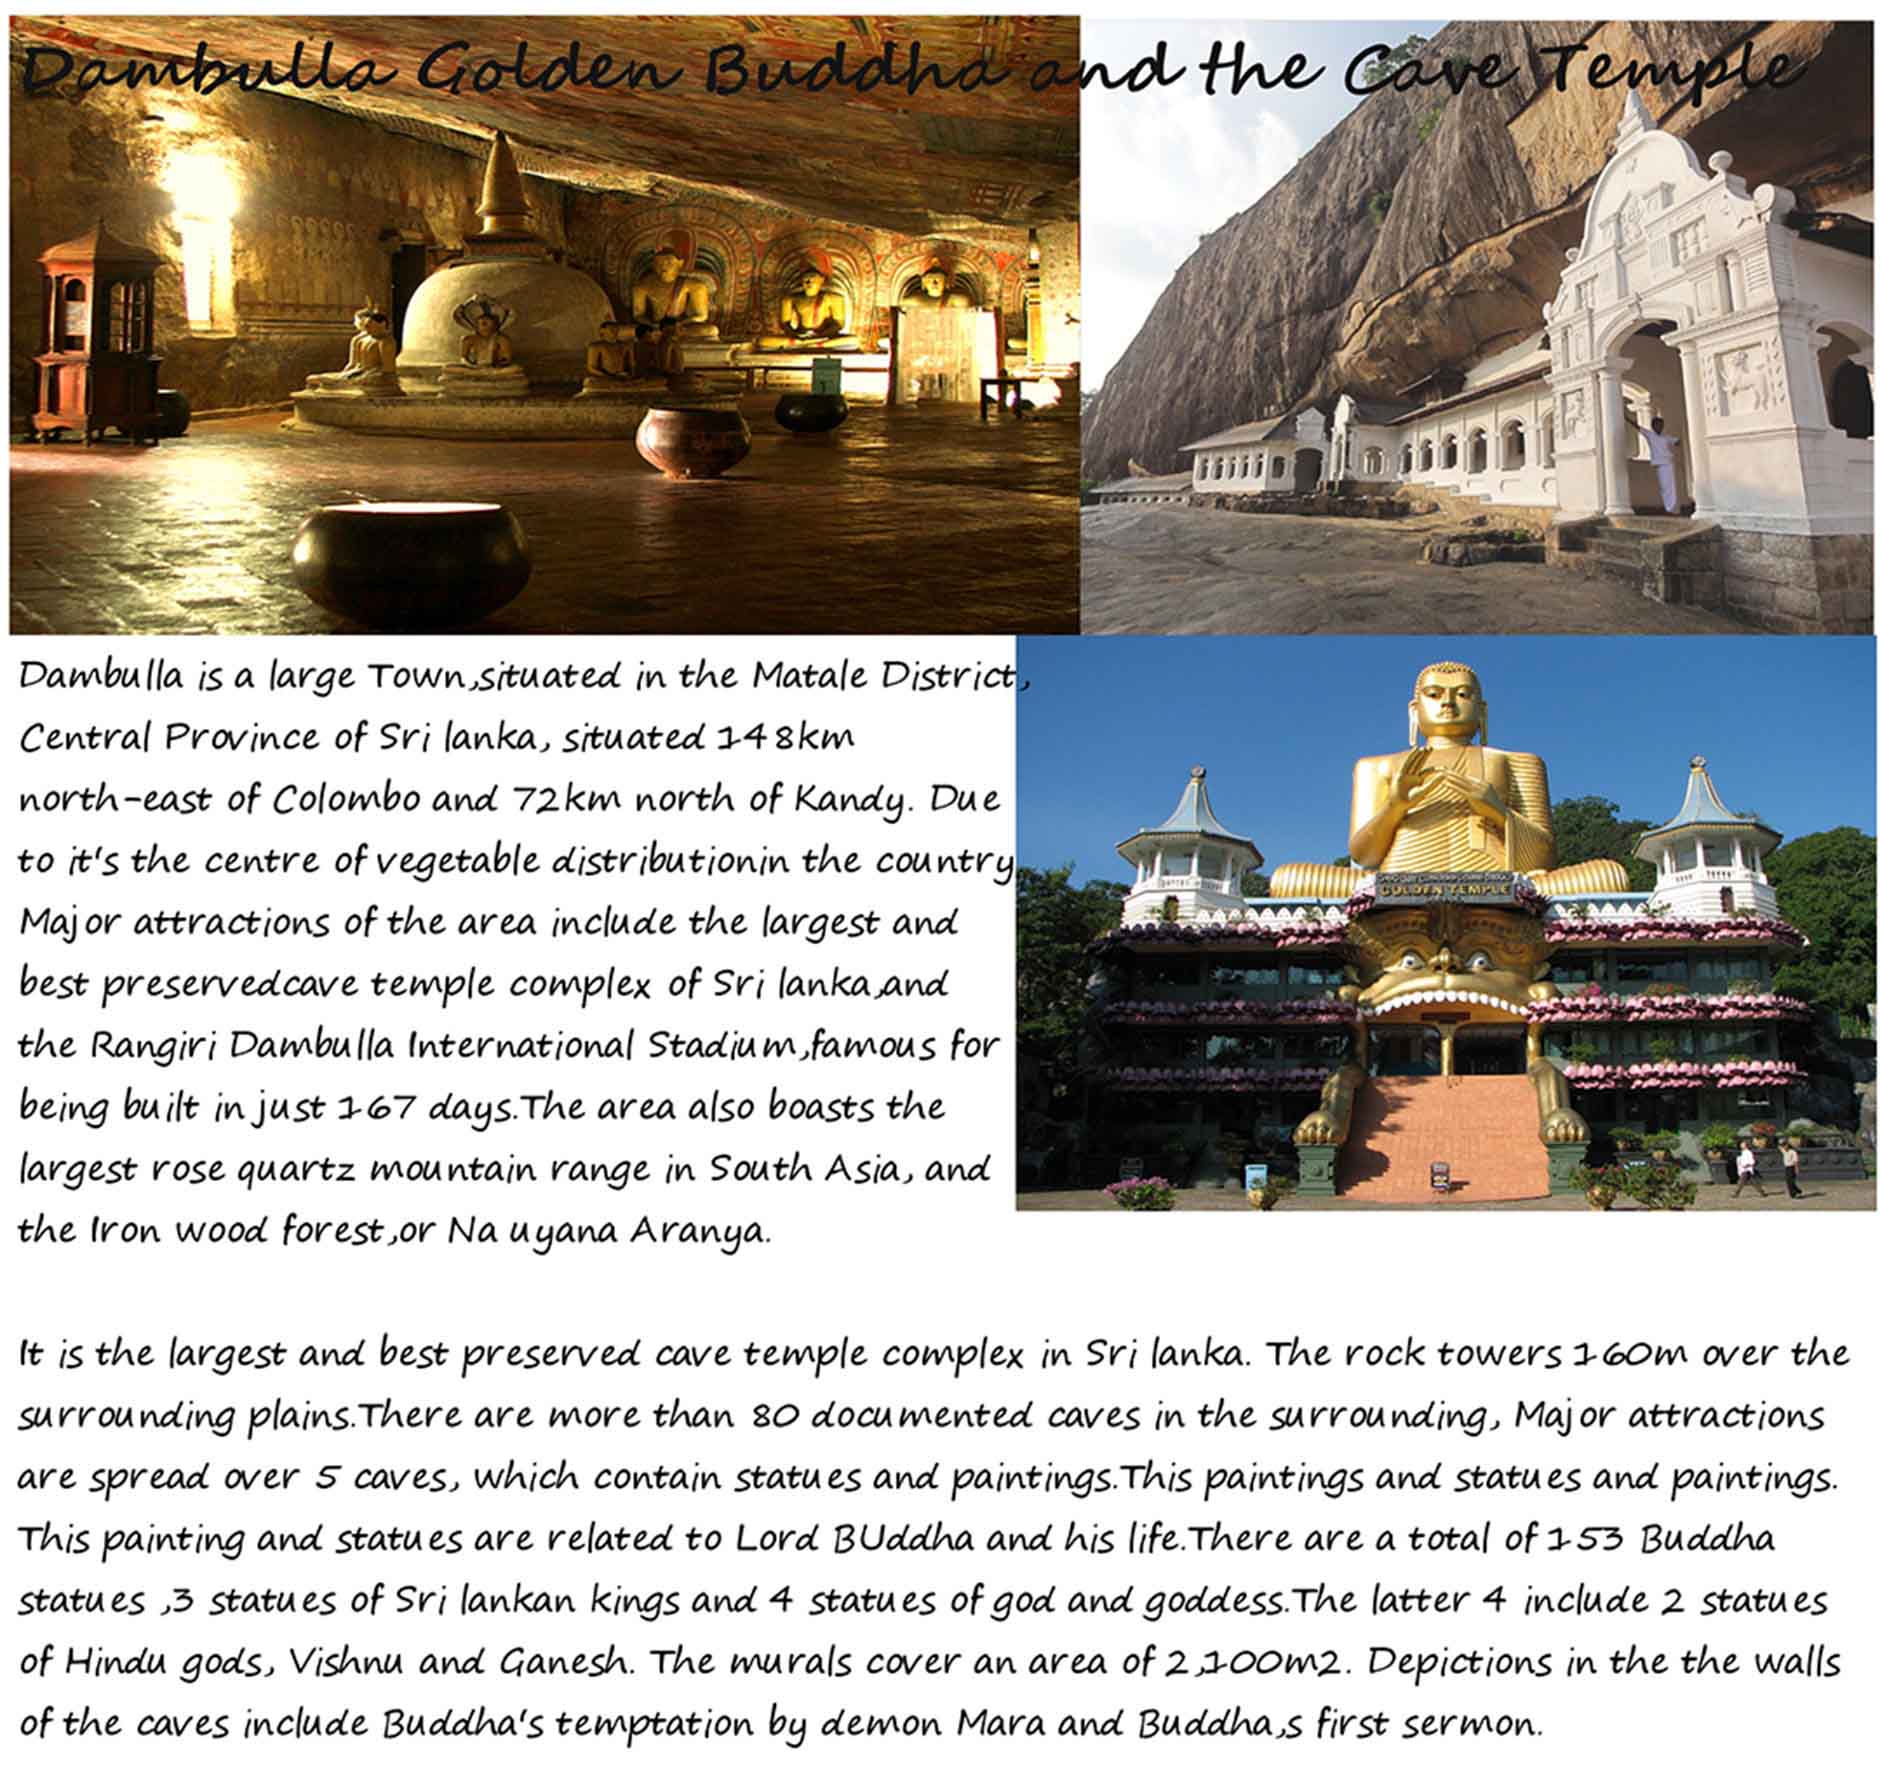 Dambulla Golden Buddha and the Cave Temple
Dambulla is a large Town,situated in the Matale District,
Central Province of Sri lanka, situated 148km
north-east of Colombo and 72km north of Kandy. Due
to it's the centre of vegetable distributionin the country
Major attractions of the area include the largest and
best preservedcave temple complex of Sri lanka,and
the Rangiri Dambulla International Stadium,famous for
being built in just 167 days.The area also boasts the
largest rose quartz mountain range in South Asia, and
the Iron wood forest,or Na uyana Aranya.
GOLDEN TEMPLE
It is the largest and best preserved cave temple complex in Sri lanka. The rock towers 160m over the
surrounding plains.There are more than 80 documented caves in the surrounding, Major attractions
are spread over 5 caves, which contain statues and paintings.This paintings and statues and paintings.
This painting and statues are related to Lord BUddha and his life.There are a total of 153 Buddha
statues ,3 statues of Sri lankan kings and 4 statues of god and goddess.The latter 4 include 2 statues
of Hindu gods, Vishnu and Ganesh. The murals cover an area of 2,100m2. Depictions in the the walls
of the caves include Buddha's temptation by demon Mara and Buddha,s first sermon.